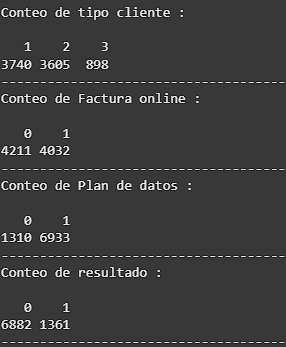 Conteo de tipo cliente :
1 2 3
3740 3605 898
----------------------------------------
Conteo de Factura online :
0 1
4211 4032
----------------------------------------
Conteo de Plan de datos :
0 1
1310 6933
----------------------------------------
Conteo de resultado :
0 1
6882 1361
----------------------------------------